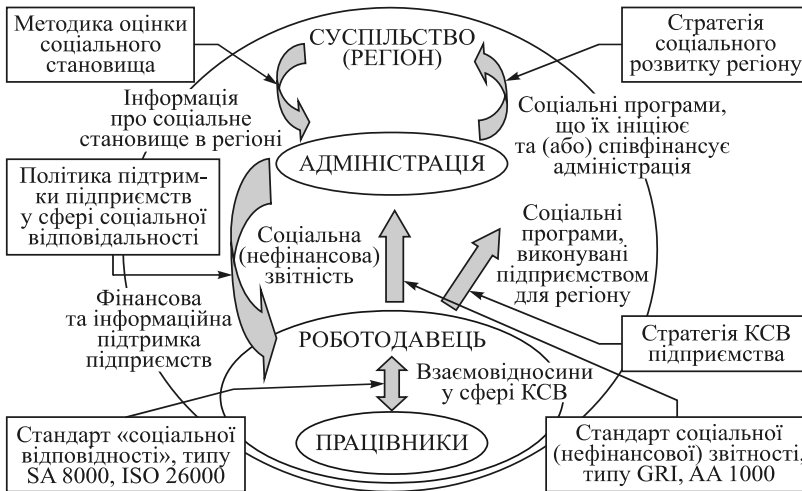 Методика оцінки
соціального
становища
СУСПІЛЬСТВО
(РЕГІОН)
Стратегія
соціального
розвитку регіону
Інформація
про соціальне
становище в регіоні
АДМІНІСТРАЦІЯ
Соціальні програми,
що їх ініціює
та (або) співфінансує
адміністрація
Політика підтрим-
ки підприємств
у сфері соціальної
відповідальності
Соціальна
(нефінансова)
звітність
Соціальні
програми,
виконувані
підприємством
для регіону
Фінансова
та інформаційна
підтримка
підприємств
РОБОТОДАВЕЦЬ
Стратегія КСВ
підприємства
Взаємовідносини
у сфері КСВ
ПРАЦІВНИКИ
Стандарт «соціальної
відповідності», типу
SA 8000, ISO 26000
Стандарт соціальної
(нефінансової) звітності,
типу GRI, AA 1000